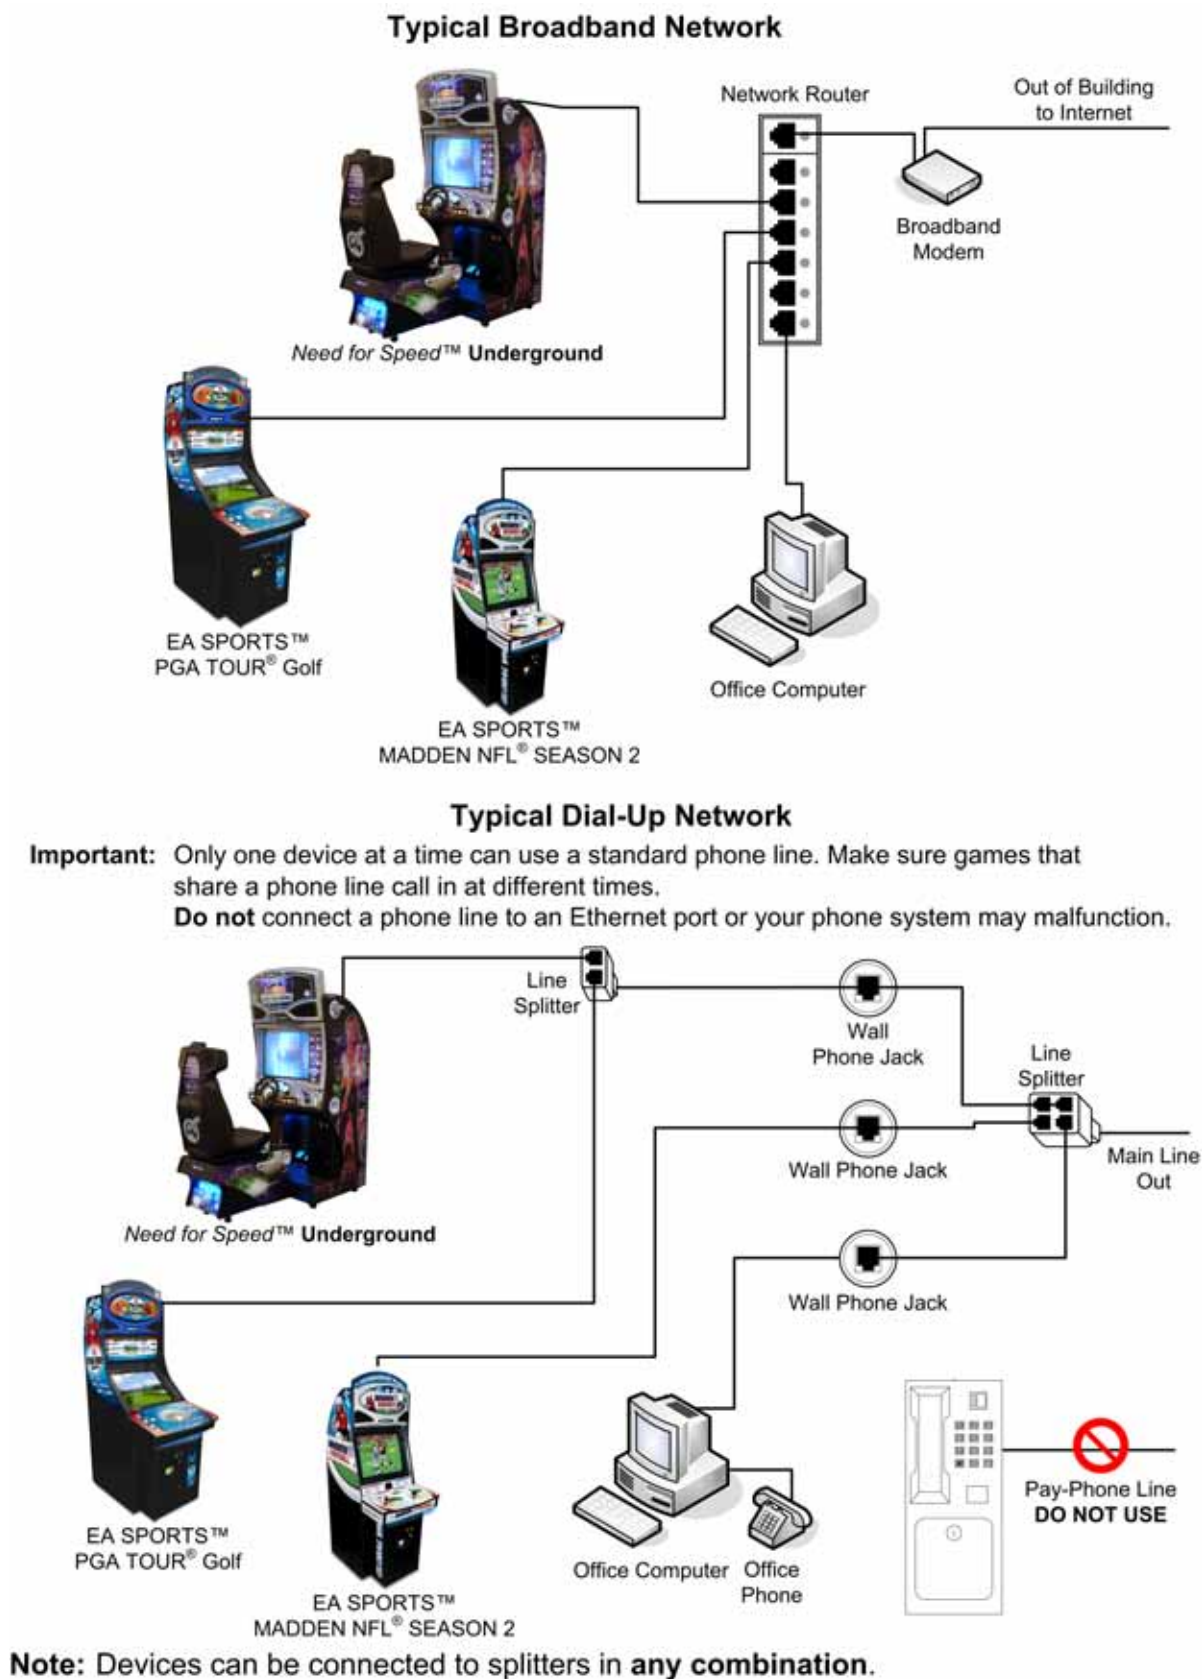 Typical Broadband Network
Network Router
Out of Building
to Internet
Broadband
Modem
Need for Speed™ Underground
EA SPORTS™
PGA TOUR® Golf
EA SPORTS™
MADDEN NFL® SEASON 2
Office Computer
Typical Dial-Up Network
Important: Only one device at a time can use a standard phone line. Make sure games that
share a phone line call in at different times.
Do not connect a phone line to an Ethernet port or your phone system may malfunction.
Line
Splitter
Wall
Phone Jack
Line
Splitter
Wall Phone Jack
Main Line
Out
Need for Speed™ Underground
Wall Phone Jack
EA SPORTS™
PGA TOUR® Golf
EA SPORTS™
MADDEN NFL® SEASON 2
Office Computer
Office
Phone
Pay-Phone Line
DO NOT USE
Note: Devices can be connected to splitters in any combination.